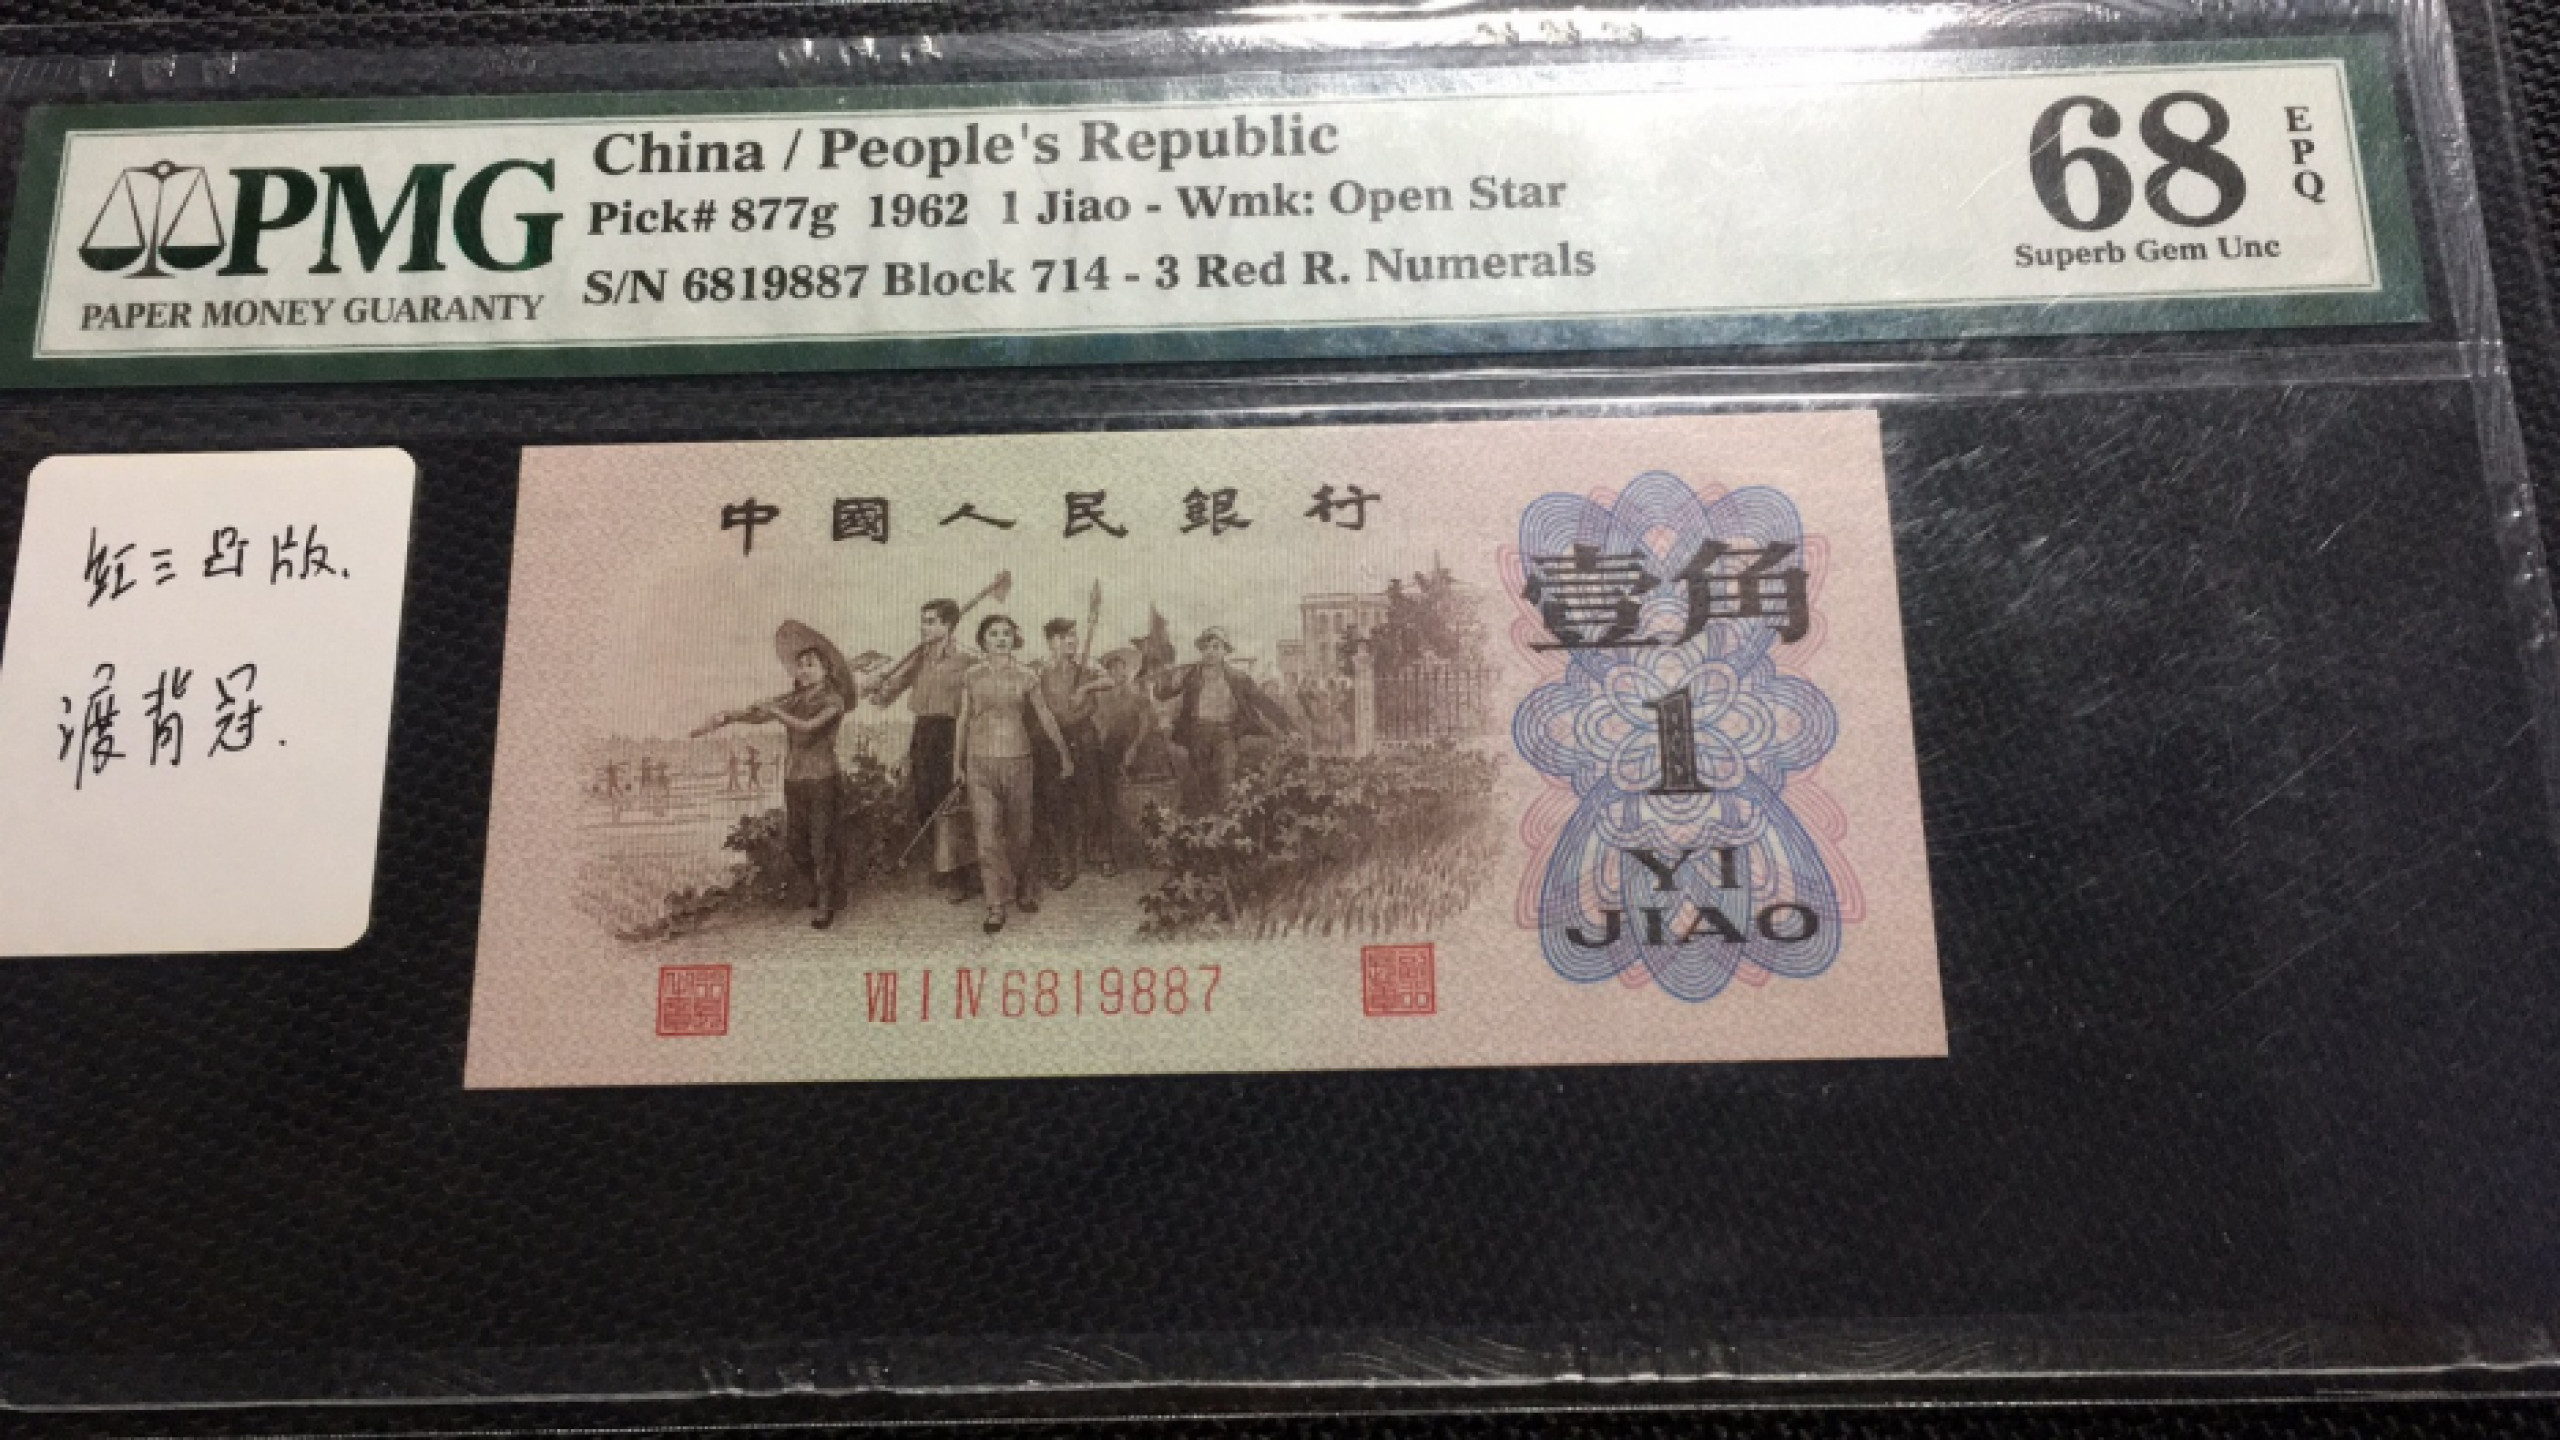 PMG
PAPER MONEY GUARANTY
China / People's Republic
Pick# 877g 1962 1 Jiao - Wmk: Open Star
S/N 6819887 Block 714 - 3 Red R. Numerals
68
EPQ
Superb Gem Unc
红三凸版.
渡背冠.
中國人民銀行
壹角
1
YI
JIAO
Ⅶ Ⅰ Ⅳ 6819887